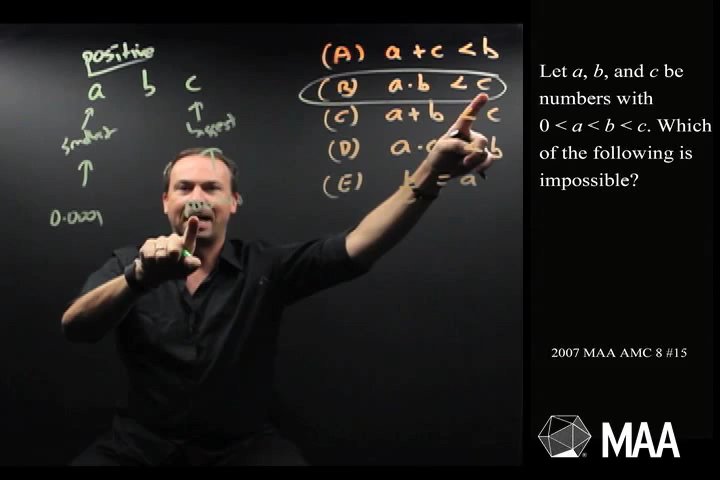 positive
a b c
smallest
biggest
0.0001
(A) a + c < b
(B) a · b < c
(C) a + b < c
(D) a · < b
(E) = a
Let a, b, and c be
numbers with
0 < a < b < c. Which
of the following is
impossible?
2007 MAA AMC 8 #15
MAA